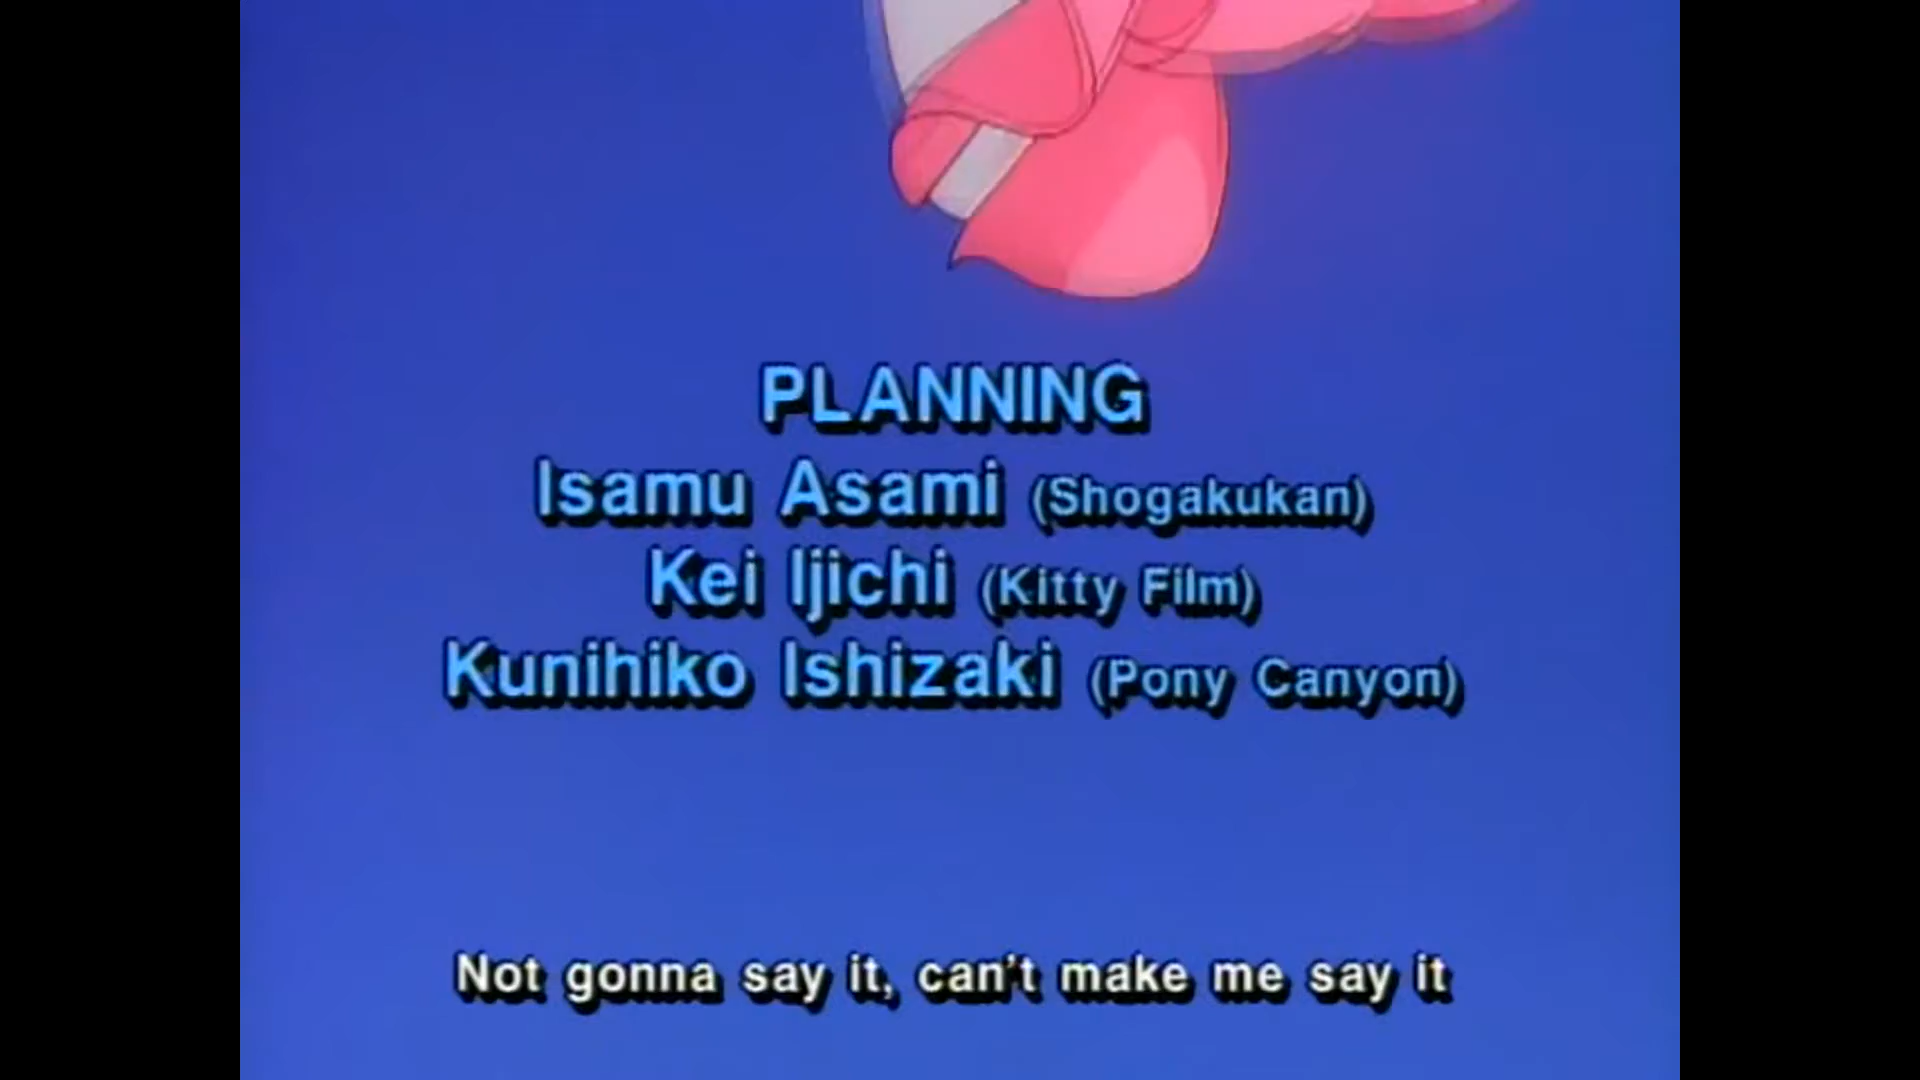 PLANNING
Isamu Asami (Shogakukan)
Kei Ijichi (Kitty Film)
Kunihiko Ishizaki (Pony Canyon)
Not gonna say it, can't make me say it